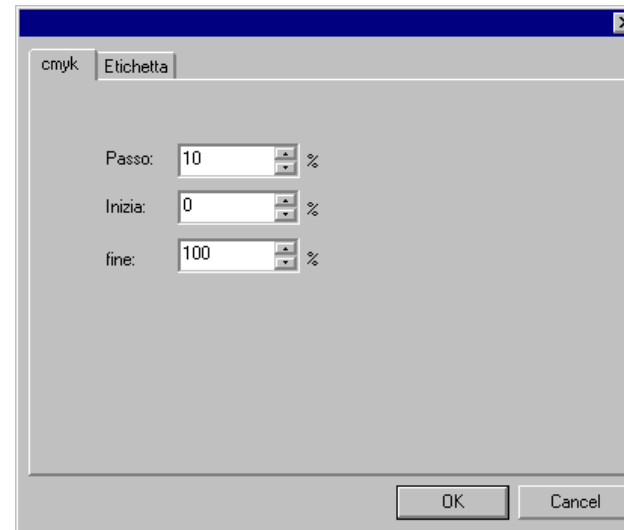 cmyk Etichetta
Passo: 10 %
Inizia: 0 %
fine: 100 %
OK Cancel